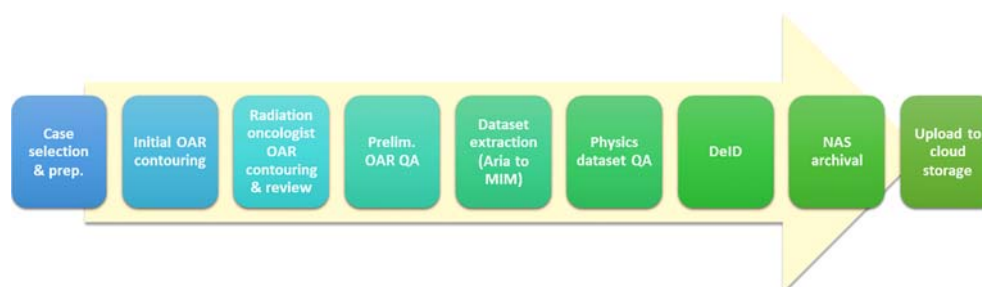 Case
selection
& prep.
Initial OAR
contouring
Radiation
oncologist
OAR
contouring
& review
Prelim.
OAR QA
Dataset
extraction
(Aria to
MIM)
Physics
dataset QA
DeID
NAS
archival
Upload to
cloud
storage